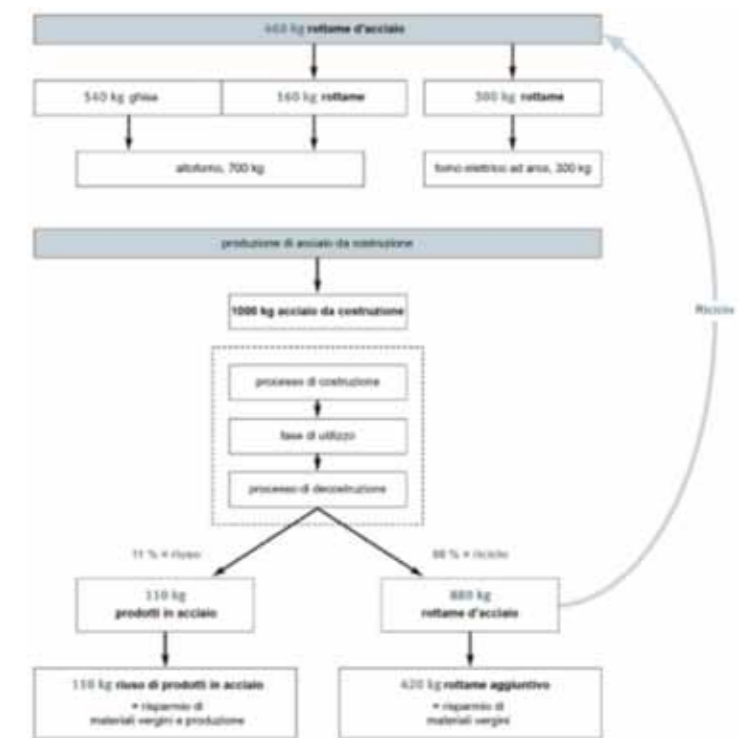 460 kg rottame d'acciaio
540 kg ghisa
160 kg rottame
300 kg rottame
altoforno, 700 kg
forno elettrico ad arco, 300 kg
produzione di acciaio da costruzione
1000 kg acciaio da costruzione
Riciclo
processo di costruzione
fase di utilizzo
processo di decostruzione
11 % = riuso
88 % = riciclo
110 kg
prodotti in acciaio
880 kg
rottame d'acciaio
110 kg riuso di prodotti in acciaio
= risparmio di
materiali vergini e produzione
420 kg rottame aggiuntivo
= risparmio di
materiali vergini